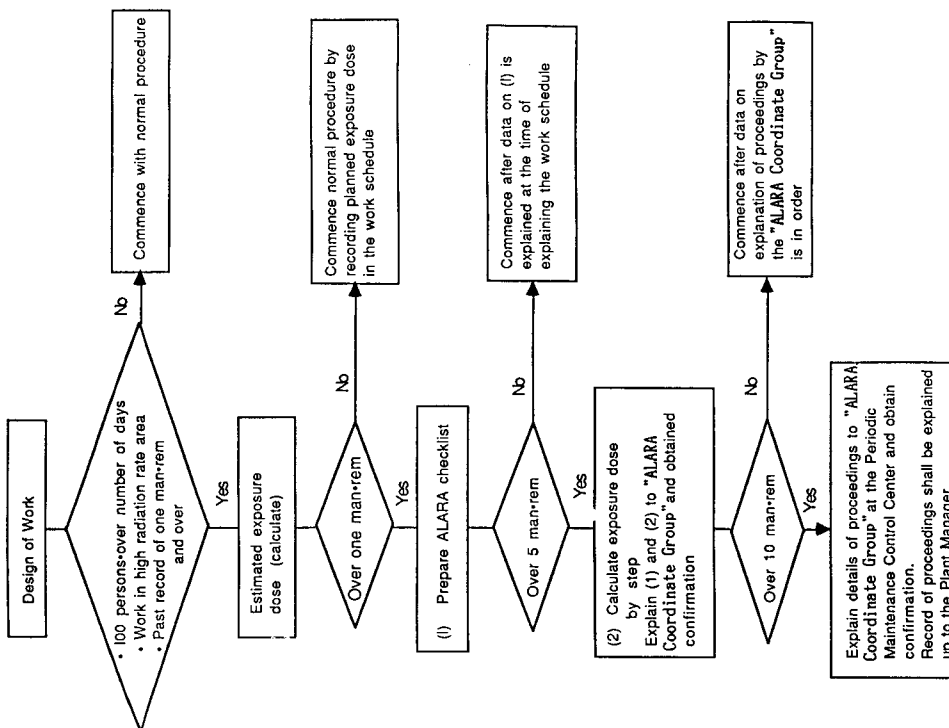 Design of Work
• 100 persons•over number of days
• Work in high radiation rate area
• Past record of one man•rem
and over
No
Commence with normal procedure
Yes
Estimated exposure
dose (calculate)
Over one man•rem
No
Commence normal procedure by
recording planned exposure dose
in the work schedule
Yes
(1) Prepare ALARA checklist
Over 5 man•rem
No
Commence after data on (1) is
explained at the time of
explaining the work schedule
Yes
(2) Calculate exposure dose
by step
Explain (1) and (2) to "ALARA
Coordinate Group" and obtained
confirmation
Over 10 man•rem
No
Commence after data on
explanation of proceedings by
the "ALARA Coordinate Group"
is in order
Yes
Explain details of proceedings to "ALARA
Coordinate Group" at the Periodic
Maintenance Control Center and obtain
confirmation.
Record of proceedings shall be explained
up to the Plant Manager